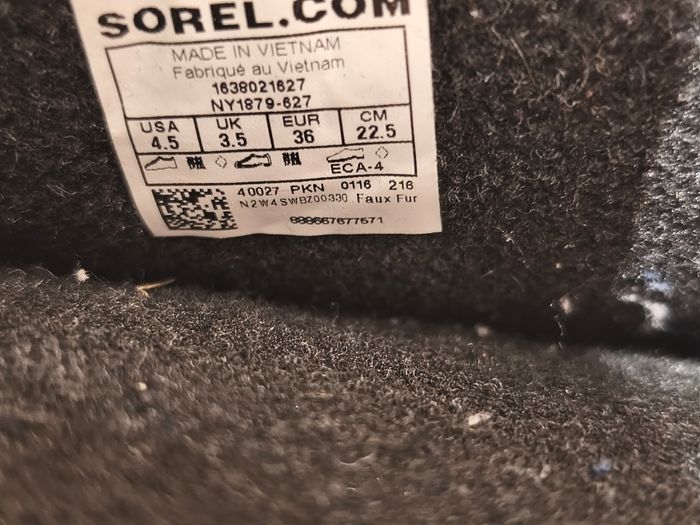 SOREL.COM
MADE IN VIETNAM
Fabriqué au Vietnam
1638021627
NY1879-627
USA UK EUR CM
4.5 3.5 36 22.5
ECA-4
40027 PKN 0116 216
N2W4SWBZ00330 Faux Fur
888667677671